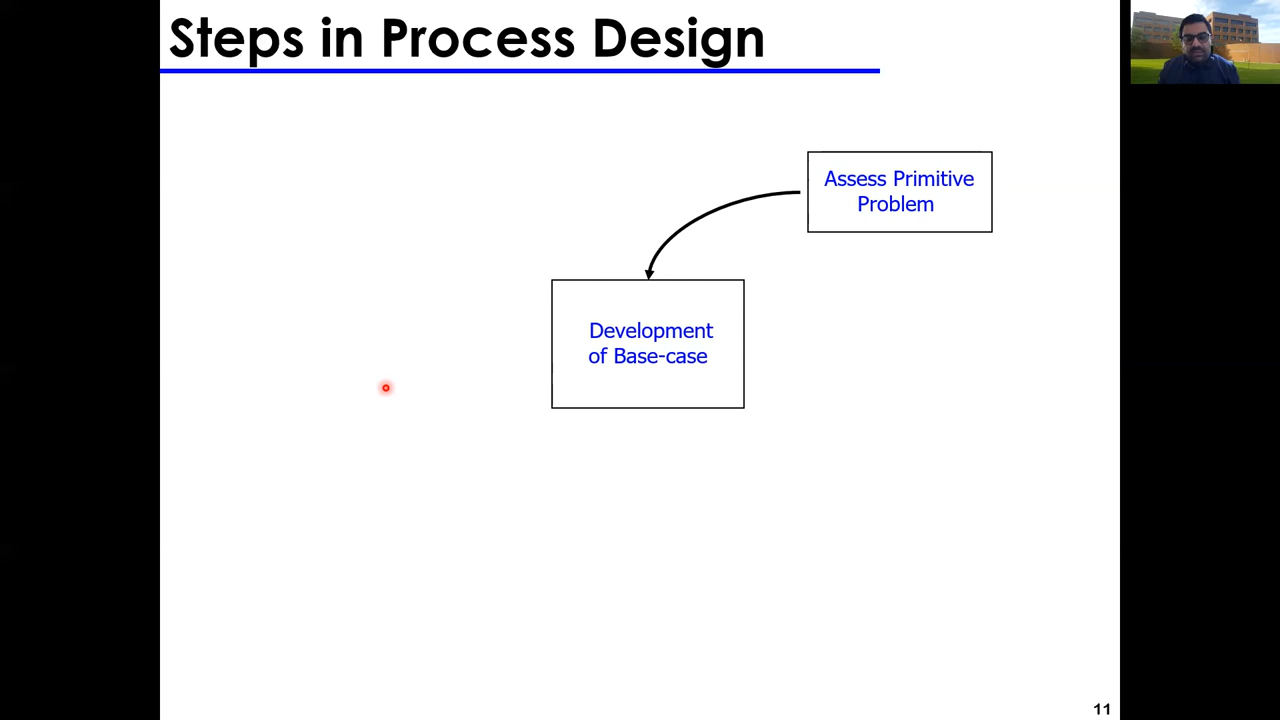 Steps in Process Design
Assess Primitive
Problem
Development
of Base-case
11